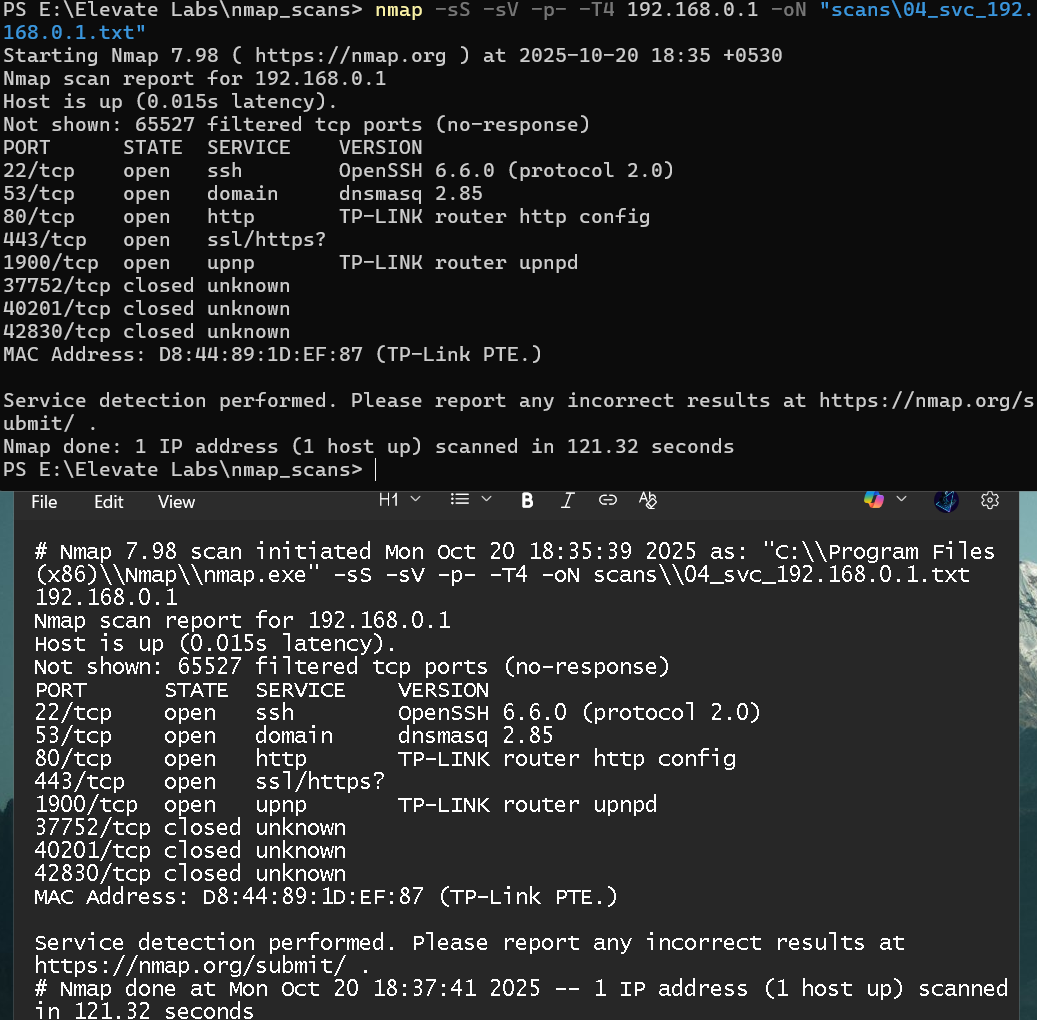 PS E:\Elevate Labs\nmap_scans> nmap -sS -sV -p- -T4 192.168.0.1 -oN "scans\04_svc_192.
168.0.1.txt"
Starting Nmap 7.98 ( https://nmap.org ) at 2025-10-20 18:35 +0530
Nmap scan report for 192.168.0.1
Host is up (0.015s latency).
Not shown: 65527 filtered tcp ports (no-response)
PORT      STATE  SERVICE    VERSION
22/tcp    open   ssh        OpenSSH 6.6.0 (protocol 2.0)
53/tcp    open   domain     dnsmasq 2.85
80/tcp    open   http       TP-LINK router http config
443/tcp   open   ssl/https?
1900/tcp  open   upnp       TP-LINK router upnpd
37752/tcp closed unknown
40201/tcp closed unknown
42830/tcp closed unknown
MAC Address: D8:44:89:1D:EF:87 (TP-Link PTE.)
Service detection performed. Please report any incorrect results at https://nmap.org/s
ubmit/ .
Nmap done: 1 IP address (1 host up) scanned in 121.32 seconds
PS E:\Elevate Labs\nmap_scans>
File Edit View H1 B I
# Nmap 7.98 scan initiated Mon Oct 20 18:35:39 2025 as: "C:\\Program Files
(x86)\\Nmap\\nmap.exe" -sS -sV -p- -T4 -oN scans\\04_svc_192.168.0.1.txt
192.168.0.1
Nmap scan report for 192.168.0.1
Host is up (0.015s latency).
Not shown: 65527 filtered tcp ports (no-response)
PORT      STATE  SERVICE    VERSION
22/tcp    open   ssh        OpenSSH 6.6.0 (protocol 2.0)
53/tcp    open   domain     dnsmasq 2.85
80/tcp    open   http       TP-LINK router http config
443/tcp   open   ssl/https?
1900/tcp  open   upnp       TP-LINK router upnpd
37752/tcp closed unknown
40201/tcp closed unknown
42830/tcp closed unknown
MAC Address: D8:44:89:1D:EF:87 (TP-Link PTE.)
Service detection performed. Please report any incorrect results at
https://nmap.org/submit/ .
# Nmap done at Mon Oct 20 18:37:41 2025 -- 1 IP address (1 host up) scanned
in 121.32 seconds